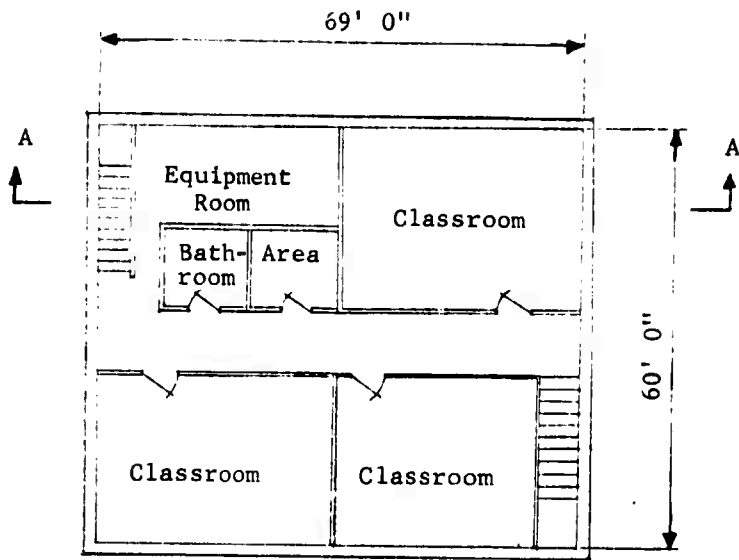 69' 0"
A
A
Equipment
Room
Classroom
Bath-
room
Area
60' 0"
Classroom
Classroom